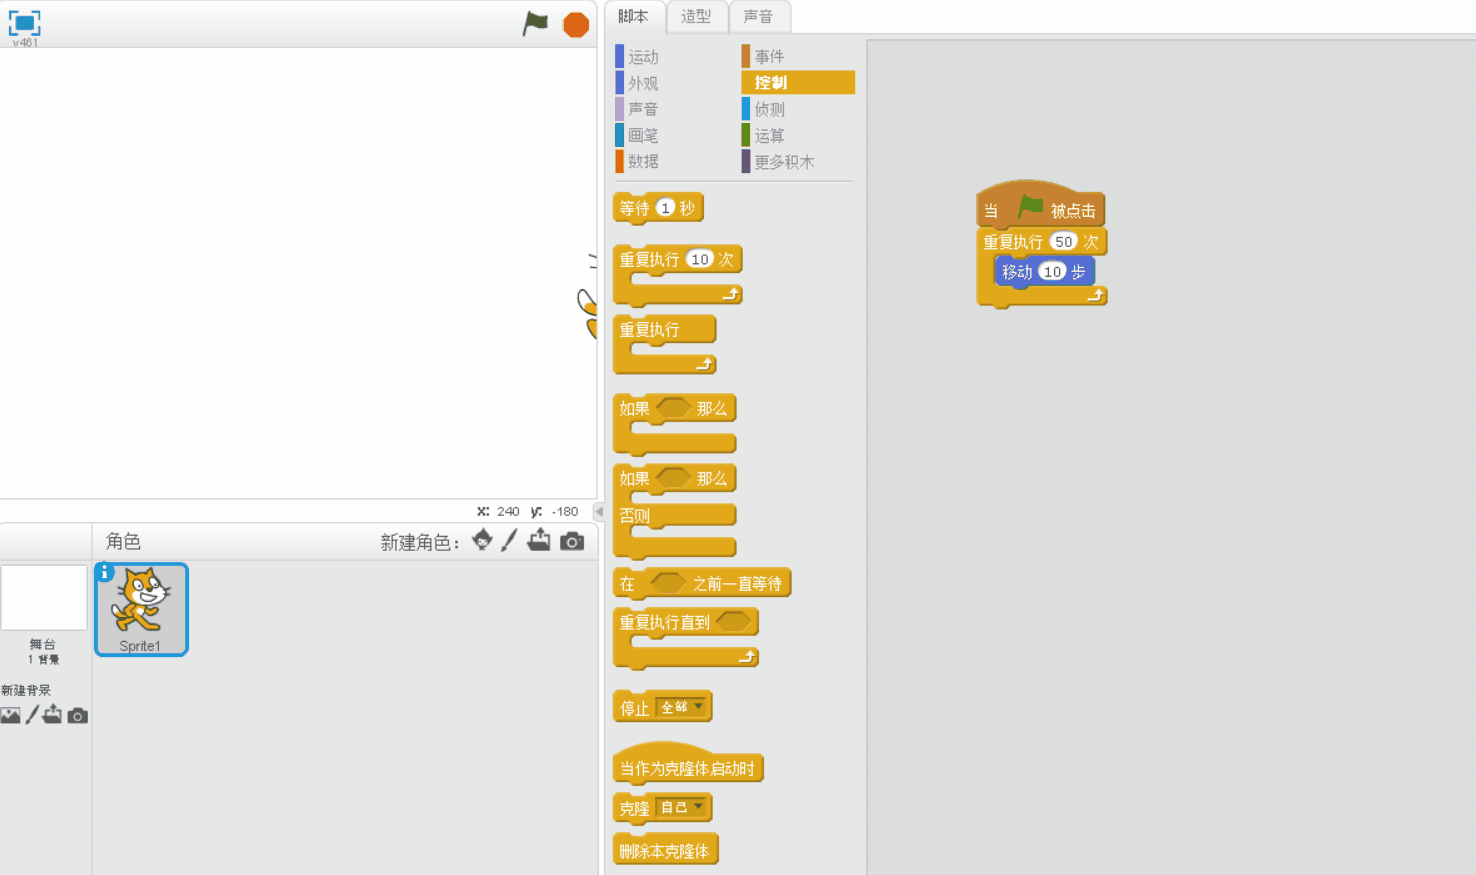 v461
x: 240 y: -180
角色
新建角色：
Sprite1
舞台
1 背景
新建背景
脚本
造型
声音
运动
事件
外观
控制
声音
侦测
画笔
运算
数据
更多积木
等待 1 秒
重复执行 10 次
重复执行
如果 那么
如果 那么
否则
在 之前一直等待
重复执行直到
停止 全部
当作为克隆体启动时
克隆 自己
删除本克隆体
当 被点击
重复执行 50 次
移动 10 步